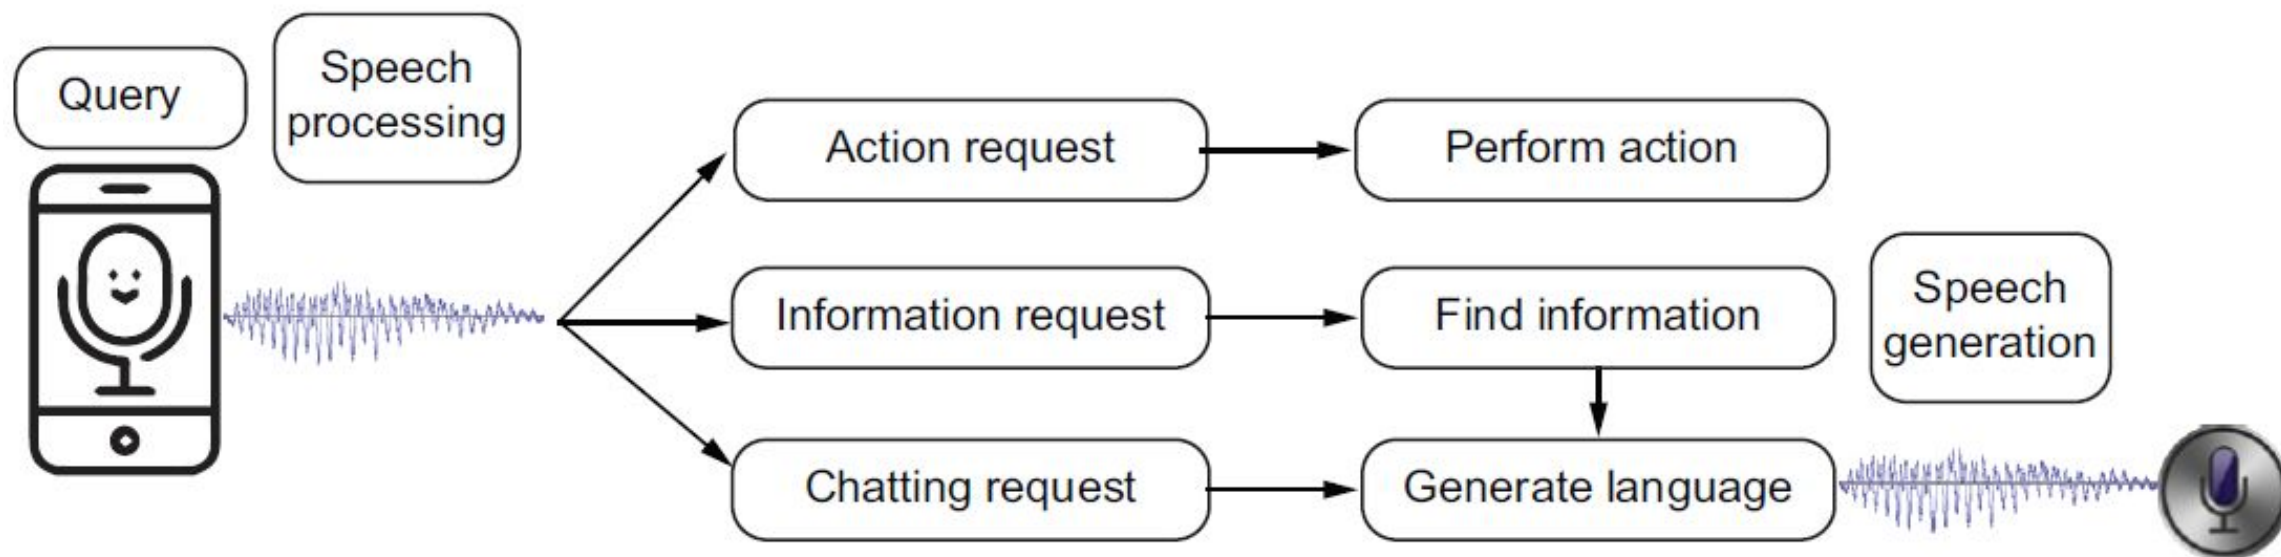 Query
Speech
processing
Action request
Perform action
Information request
Find information
Speech
generation
Chatting request
Generate language